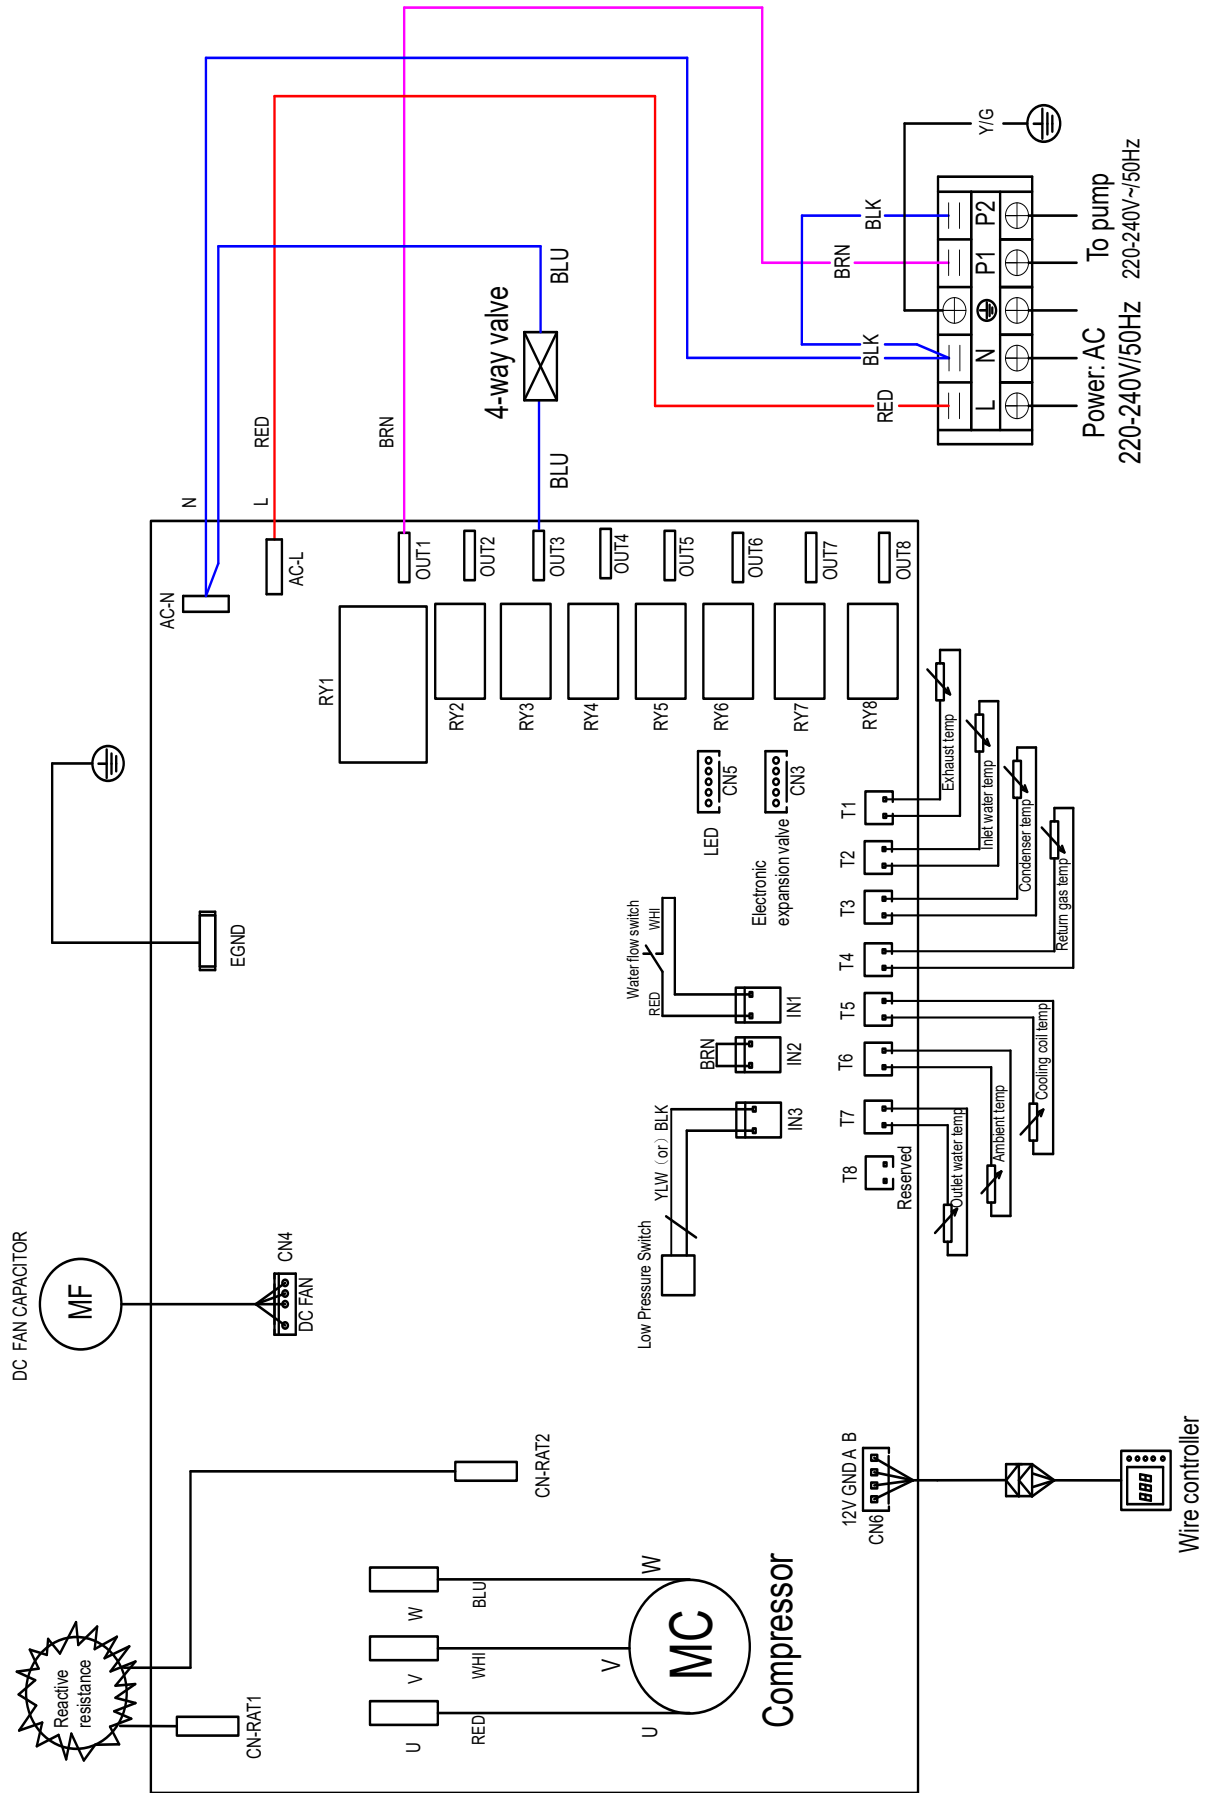 DC FAN CAPACITOR
MF
CN4
DC FAN
Reactive
resistance
CN-RAT1
CN-RAT2
EGND
AC-N
N
AC-L
L
RED
BRN
4-way valve
BLU
BLU
OUT1
OUT2
OUT3
OUT4
OUT5
OUT6
OUT7
OUT8
RY1
RY2
RY3
RY4
RY5
RY6
RY7
RY8
LED
CN5
Electronic
expansion valve
CN3
Water flow switch
RED
WHI
IN1
BRN
IN2
YLW（or）BLK
IN3
Low Pressure Switch
T1
T2
T3
T4
T5
T6
T7
T8
Reserved
Exhaust temp
Inlet water temp
Condenser temp
Return gas temp
Cooling coil temp
Ambient temp
Outlet water temp
U
V
W
RED
WHI
BLU
U
V
W
MC
Compressor
12V GND A B
CN6
888
Wire controller
RED
BLK
BRN
BLK
Y/G
L
N
P1
P2
Power: AC
220-240V/50Hz
To pump
220-240V~/50Hz